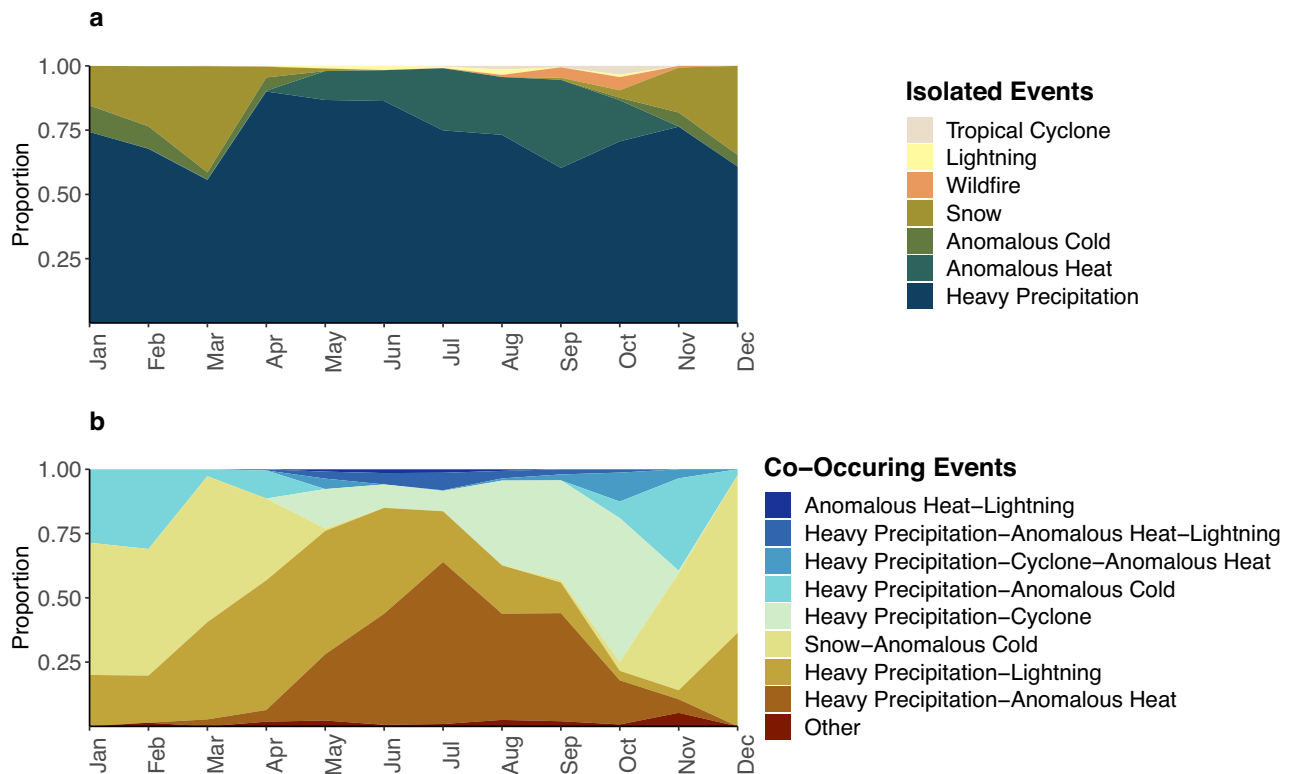 a
1.00
0.75
0.50
0.25
Proportion
Jan Feb Mar Apr May Jun Jul Aug Sep Oct Nov Dec
Isolated Events
Tropical Cyclone
Lightning
Wildfire
Snow
Anomalous Cold
Anomalous Heat
Heavy Precipitation
b
1.00
0.75
0.50
0.25
Proportion
Jan Feb Mar Apr May Jun Jul Aug Sep Oct Nov Dec
Co-Occuring Events
Anomalous Heat−Lightning
Heavy Precipitation−Anomalous Heat−Lightning
Heavy Precipitation−Cyclone−Anomalous Heat
Heavy Precipitation−Anomalous Cold
Heavy Precipitation−Cyclone
Snow−Anomalous Cold
Heavy Precipitation−Lightning
Heavy Precipitation−Anomalous Heat
Other